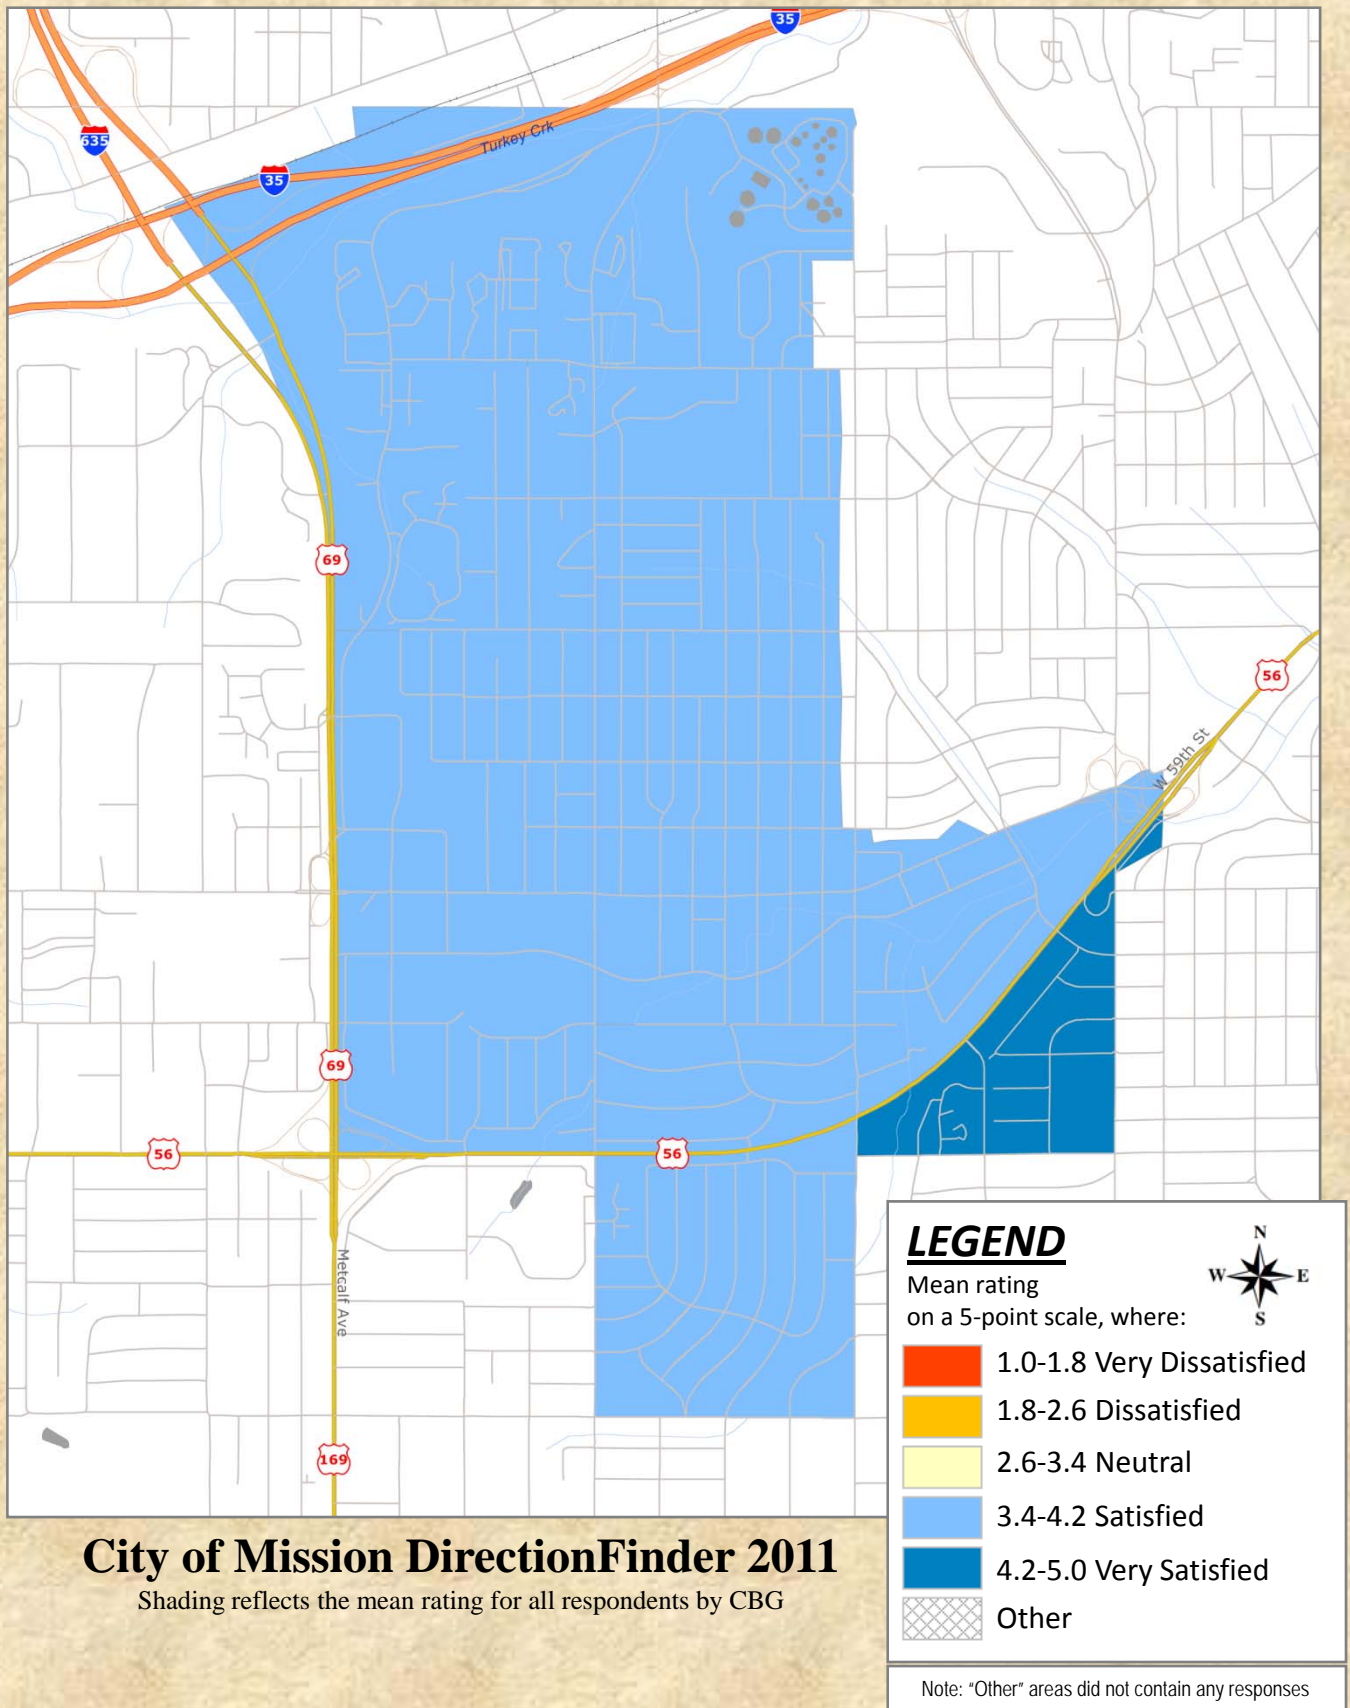 35
635
Turkey Crk
35
69
56
W 59th St
69
56
56
Metcalf Ave
169
LEGEND
N
W E
S
Mean rating
on a 5-point scale, where:
1.0-1.8 Very Dissatisfied
1.8-2.6 Dissatisfied
2.6-3.4 Neutral
3.4-4.2 Satisfied
4.2-5.0 Very Satisfied
Other
City of Mission DirectionFinder 2011
Shading reflects the mean rating for all respondents by CBG
Note: "Other" areas did not contain any responses